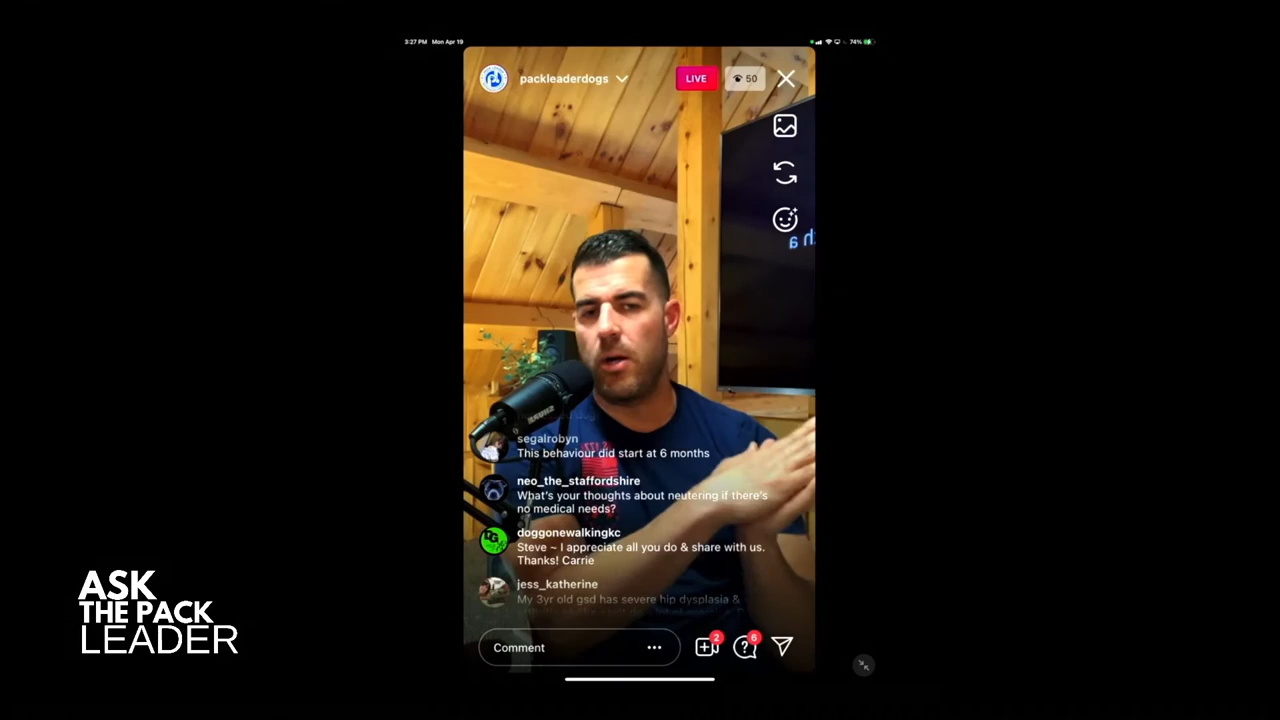 3:27 PM Mon Apr 19
74%
packleaderdogs
LIVE
50
segalrobyn
This behaviour did start at 6 months
neo_the_staffordshire
What's your thoughts about neutering if there's
no medical needs?
doggonewalkingkc
Steve ~ I appreciate all you do & share with us.
Thanks! Carrie
jess_katherine
My 3yr old gsd has severe hip dysplasia &
Comment
2
6
SHURE
ASK
THE PACK
LEADER